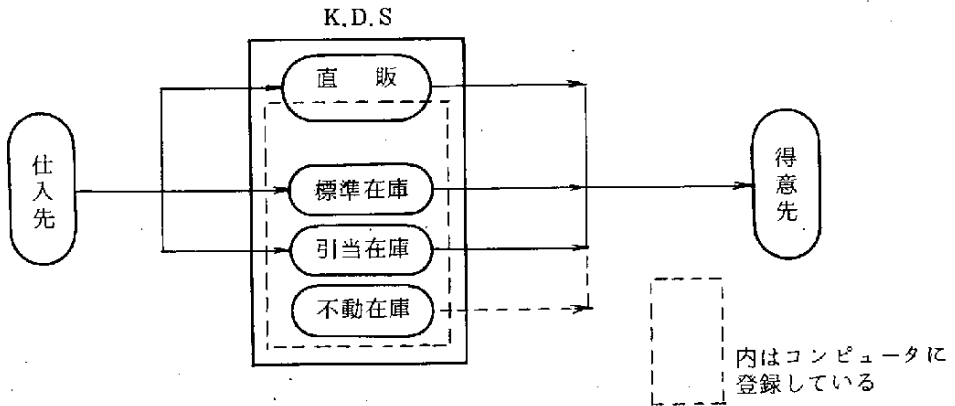 K.D.S
直販
仕入先
標準在庫
引当在庫
不動在庫
得意先
内はコンピュータに
登録している